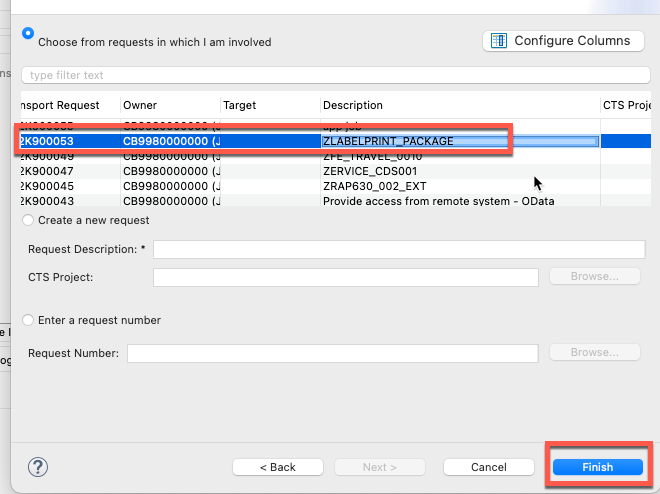 Choose from requests in which I am involved
Configure Columns
type filter text
nsport Request Owner Target Description CTS Proje
2K900053 CB9980000000 (J ZLABELPRINT_PACKAGE
2K900049 CB9980000000 (J ZFE_TRAVEL_0010
2K900047 CB9980000000 (J ZERVICE_CDS001
2K900045 CB9980000000 (J ZRAP630_002_EXT
2K900043 CB9980000000 (J Provide access from remote system - OData
Create a new request
Request Description: *
CTS Project:
Browse...
Enter a request number
Request Number:
Browse...
? < Back Next > Cancel Finish